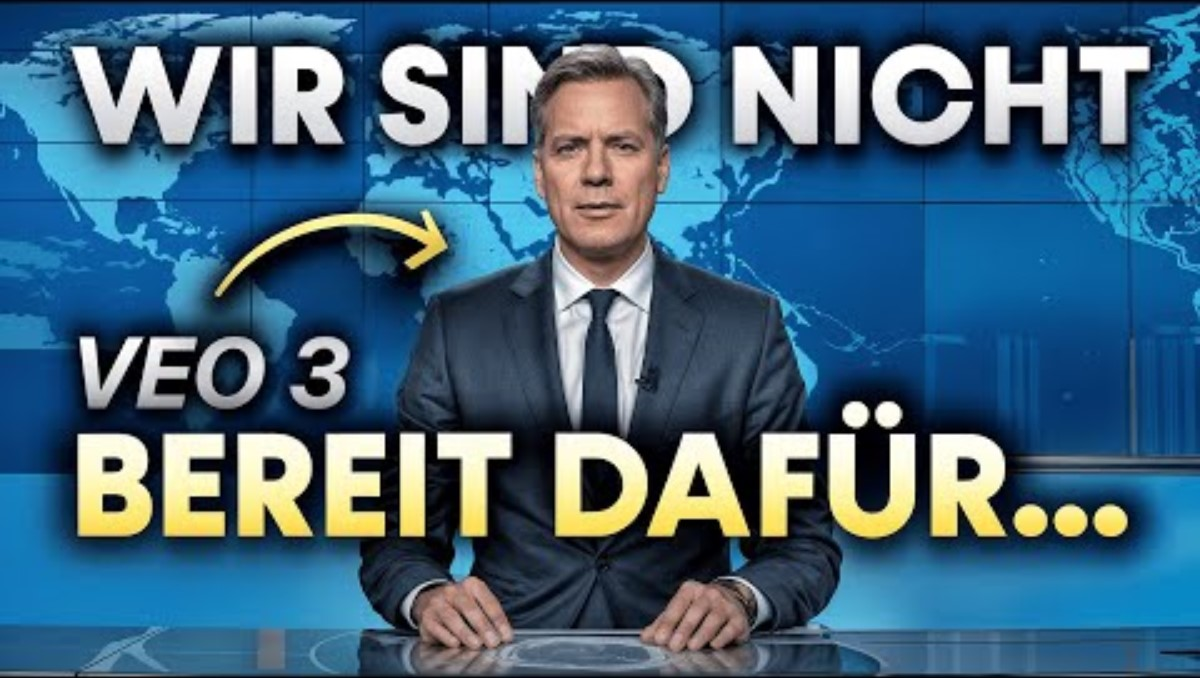 WIR SIND NICHT
VEO 3
BEREIT DAFÜR...